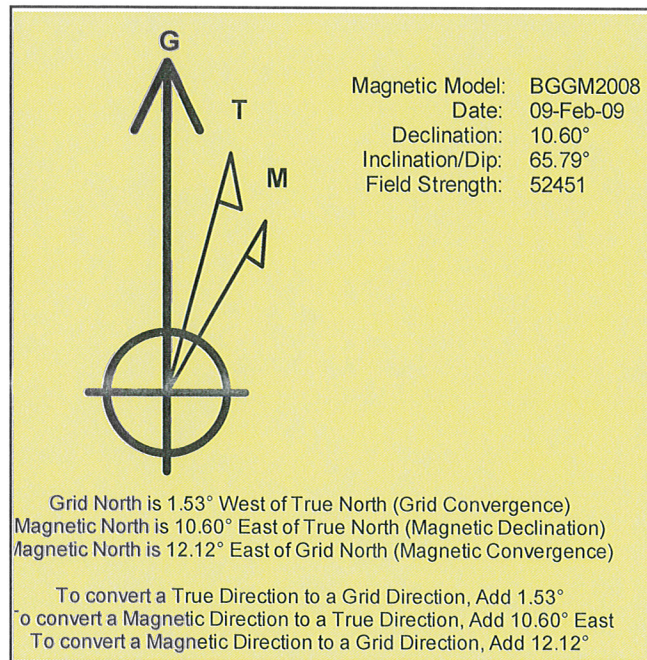 G
T
M
Magnetic Model: BGGM2008
Date: 09-Feb-09
Declination: 10.60°
Inclination/Dip: 65.79°
Field Strength: 52451
Grid North is 1.53° West of True North (Grid Convergence)
Magnetic North is 10.60° East of True North (Magnetic Declination)
Magnetic North is 12.12° East of Grid North (Magnetic Convergence)
To convert a True Direction to a Grid Direction, Add 1.53°
To convert a Magnetic Direction to a True Direction, Add 10.60° East
To convert a Magnetic Direction to a Grid Direction, Add 12.12°